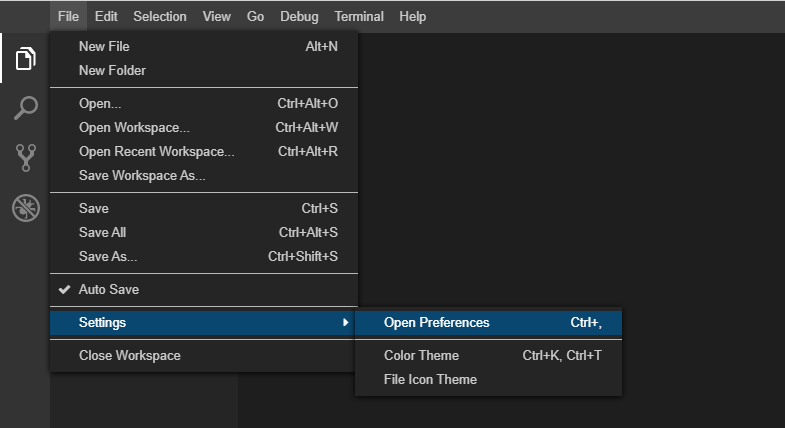 File Edit Selection View Go Debug Terminal Help
New File Alt+N
New Folder
Open... Ctrl+Alt+O
Open Workspace... Ctrl+Alt+W
Open Recent Workspace... Ctrl+Alt+R
Save Workspace As...
Save Ctrl+S
Save All Ctrl+Alt+S
Save As... Ctrl+Shift+S
Auto Save
Settings
Open Preferences Ctrl+,
Close Workspace
Color Theme Ctrl+K, Ctrl+T
File Icon Theme